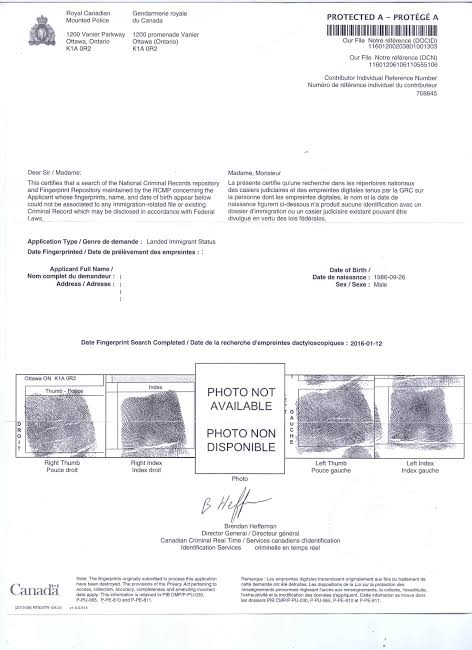 Royal Canadian
Mounted Police
Gendarmerie royale
du Canada
1200 Vanier Parkway
Ottawa, Ontario
K1A 0R2
1200 promenade Vanier
Ottawa (Ontario)
K1A 0R2
PROTECTED A – PROTÉGÉ A
Our File Notre référence (DOCID)
11601200203801001303
Our File Notre référence (DCN)
11601206106110555106
Contributor Individual Reference Number
Numéro de référence individuel du contributeur
768845
Dear Sir / Madame:
This certifies that a search of the National Criminal Records repository
and Fingerprint Repository maintained by the RCMP concerning the
Applicant whose fingerprints, name, and date of birth appear below
could not be associated to any Immigration-related file or existing
Criminal Record which may be disclosed in accordance with Federal
Laws.
Madame, Monsieur
La présente certifie qu'une recherche dans les répertoires nationaux
des casiers judiciaires et des empreintes digitales tenus par la GRC sur
la personne dont les empreintes digitales, le nom et la date de
naissance figurent ci-dessous n'a produit aucune identification avec un
dossier d'immigration ou un casier judiciaire existant pouvant être
divulgué en vertu des lois fédérales.
Application Type / Genre de demande : Landed Immigrant Status
Date Fingerprinted / Date de prélèvement des empreintes :
Applicant Full Name /
Nom complet du demandeur :
Address / Adresse :
Date of Birth /
Date de naissance : 1986-09-26
Sex / Sexe : Male
Date Fingerprint Search Completed / Date de la recherche d'empreintes dactyloscopiques : 2016-01-12
Ottawa ON K1A 0R2
Thumb - Pouce
Index
DROIT
PHOTO NOT
AVAILABLE
PHOTO NON
DISPONIBLE
GAUCHE
Right Thumb
Pouce droit
Right Index
Index droit
Photo
Left Thumb
Pouce gauche
Left Index
Index gauche
B Heffernan
Brendan Heffernan
Director General / Directeur général
Canadian Criminal Real Time / Services canadiens d'identification
Identification Services criminelle en temps réel
Canada
Note: The fingerprints originally submitted to process this application
have been destroyed. The provisions of the Privacy Act pertaining to
access, collection, accuracy, completeness and amending incorrect
data apply. This information is retained in PIB CMP/P-PU-030,
P-PU-065, P-PE-810 and P-PE-811.
Remarque : Les empreintes digitales transmises originalement aux fins du traitement de
cette demande ont été détruites. Les dispositions de la Loi sur la protection des
renseignements personnels régissant l'accès aux renseignements, la collecte, l'exactitude,
l'exhaustivité et la modification des données s'appliquent. Cette information se trouve dans
les dossiers PIB CMP/P-PU-030, P-PU-065, P-PE-810 et P-PE-811.